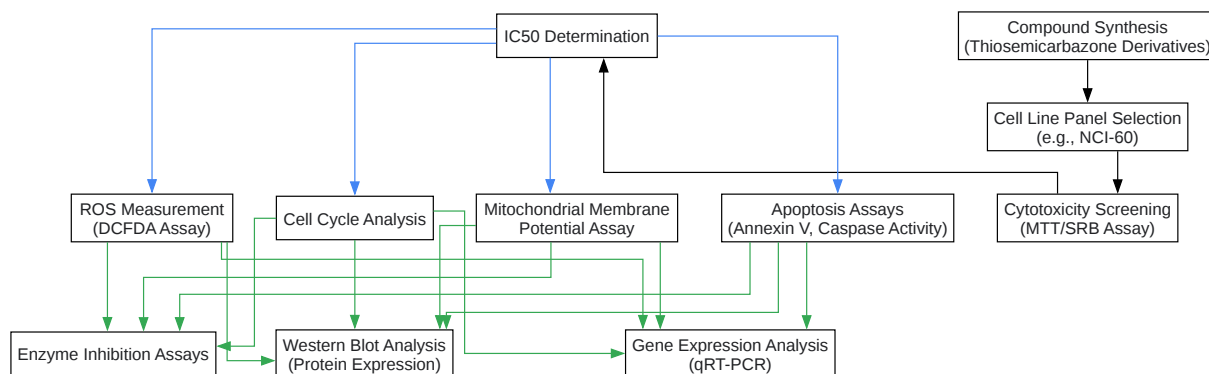 IC50 Determination
Compound Synthesis
(Thiosemicarbazone Derivatives)
Cell Line Panel Selection
(e.g., NCI-60)
ROS Measurement
(DCFDA Assay)
Cell Cycle Analysis
Mitochondrial Membrane
Potential Assay
Apoptosis Assays
(Annexin V, Caspase Activity)
Cytotoxicity Screening
(MTT/SRB Assay)
Enzyme Inhibition Assays
Western Blot Analysis
(Protein Expression)
Gene Expression Analysis
(qRT-PCR)